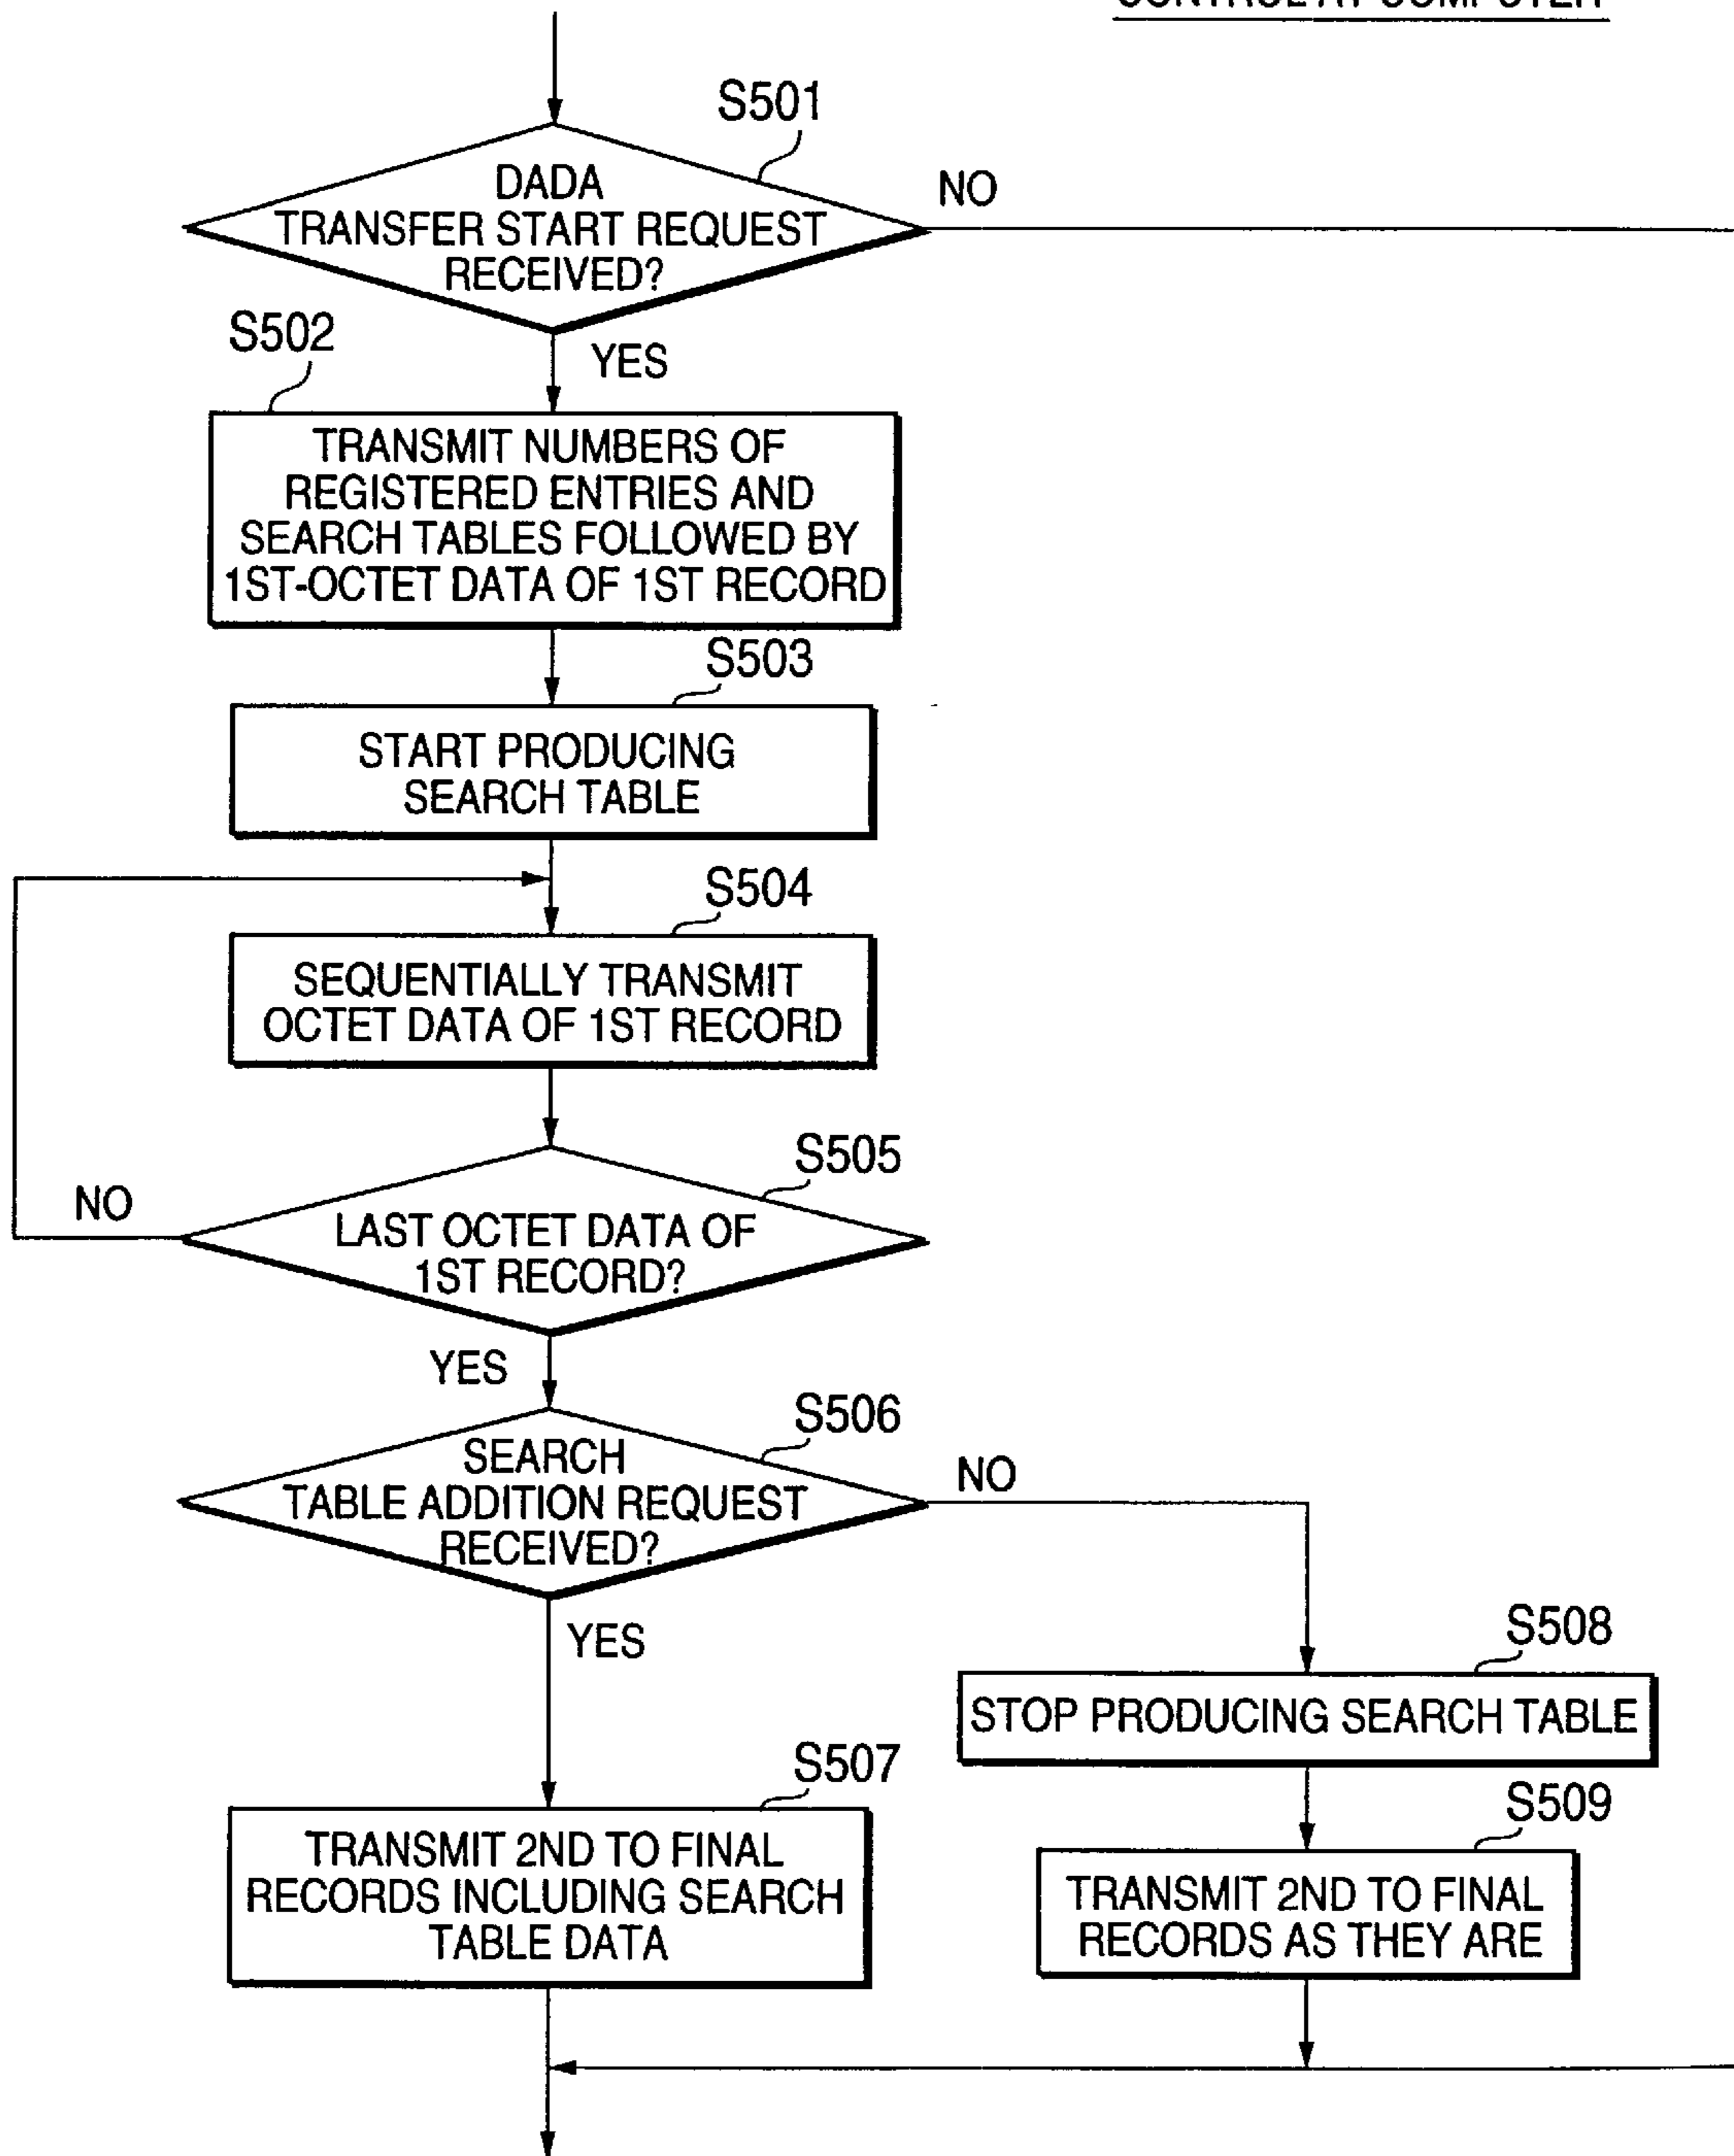 CONTROL AT COMPUTER
S501
DADA
TRANSFER START REQUEST
RECEIVED?
NO
S502
YES
TRANSMIT NUMBERS OF
REGISTERED ENTRIES AND
SEARCH TABLES FOLLOWED BY
1ST-OCTET DATA OF 1ST RECORD
S503
START PRODUCING
SEARCH TABLE
S504
SEQUENTIALLY TRANSMIT
OCTET DATA OF 1ST RECORD
S505
NO
LAST OCTET DATA OF
1ST RECORD?
YES
S506
SEARCH
TABLE ADDITION REQUEST
RECEIVED?
NO
YES
S508
STOP PRODUCING SEARCH TABLE
S507
TRANSMIT 2ND TO FINAL
RECORDS INCLUDING SEARCH
TABLE DATA
S509
TRANSMIT 2ND TO FINAL
RECORDS AS THEY ARE